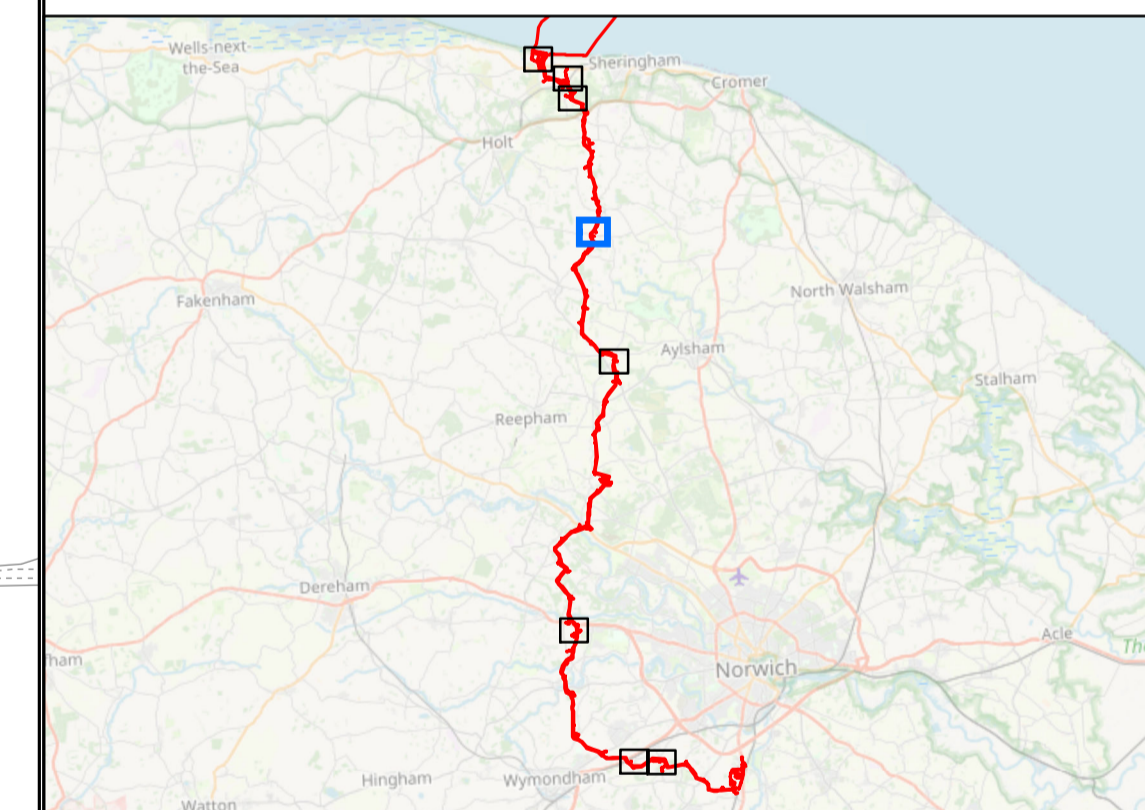 Wells-next-
the-Sea
Sheringham
Cromer
Holt
Fakenham
North Walsham
Aylsham
Stalham
Reepham
Dereham
Acle
The
fham
Norwich
Hingham
Wymondham
Watton